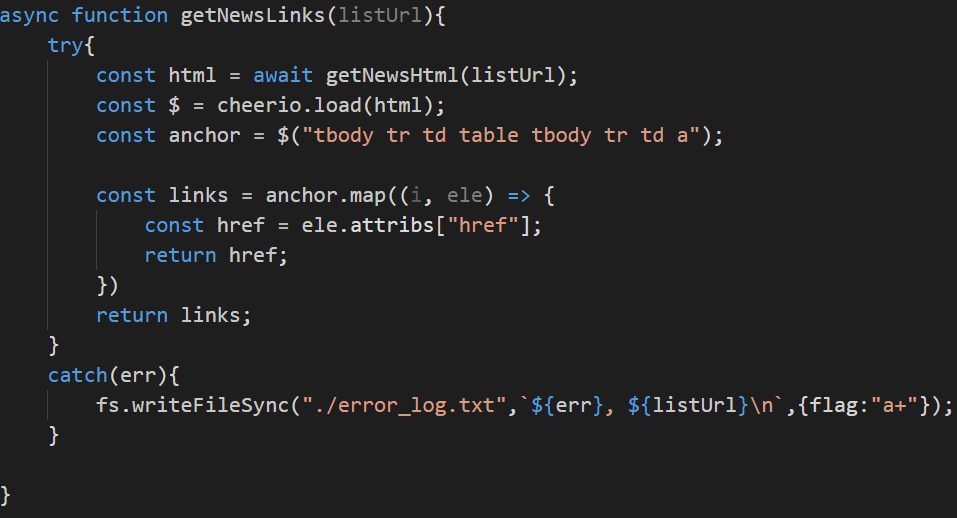 async function getNewsLinks(listUrl){
    try{
        const html = await getNewsHtml(listUrl);
        const $ = cheerio.load(html);
        const anchor = $("tbody tr td table tbody tr td a");
        const links = anchor.map((i, ele) => {
            const href = ele.attribs["href"];
            return href;
        })
        return links;
    }
    catch(err){
        fs.writeFileSync("./error_log.txt",`${err}, ${listUrl}\n`,{flag:"a+"});
    }
}